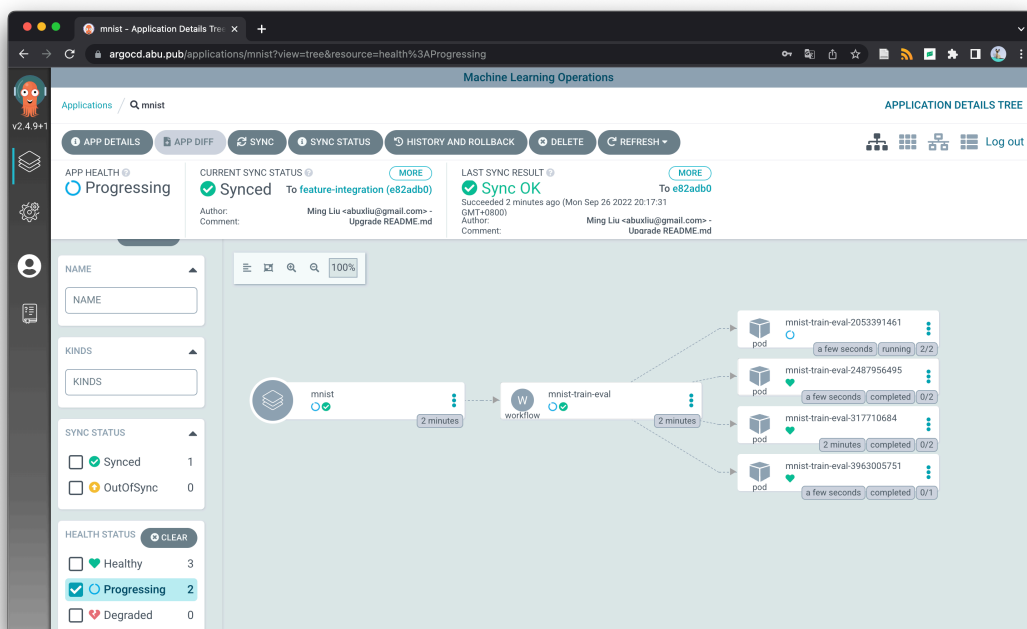 mnist - Application Details Tree
argocd.abu.pub/applications/mnist?view=tree&resource=health%3AProgressing
Machine Learning Operations
v2.4.9+1
Applications / mnist
APPLICATION DETAILS TREE
APP DETAILS
APP DIFF
SYNC
SYNC STATUS
HISTORY AND ROLLBACK
DELETE
REFRESH
Log out
APP HEALTH
Progressing
CURRENT SYNC STATUS
MORE
Synced
To feature-integration (e82adb0)
Author: Ming Liu <abuxliu@gmail.com> -
Comment: Upgrade README.md
LAST SYNC RESULT
MORE
Sync OK
To e82adb0
Succeeded 2 minutes ago (Mon Sep 26 2022 20:17:31
GMT+0800)
Author: Ming Liu <abuxliu@gmail.com> -
Comment: Upgrade README.md
NAME
NAME
KINDS
KINDS
SYNC STATUS
Synced 1
OutOfSync 0
HEALTH STATUS
CLEAR
Healthy 3
Progressing 2
Degraded 0
100%
mnist
2 minutes
W
workflow
mnist-train-eval
2 minutes
pod
mnist-train-eval-2053391461
a few seconds running 2/2
pod
mnist-train-eval-2487956495
a few seconds completed 0/2
pod
mnist-train-eval-317710684
2 minutes completed 0/2
pod
mnist-train-eval-3963005751
a few seconds completed 0/1